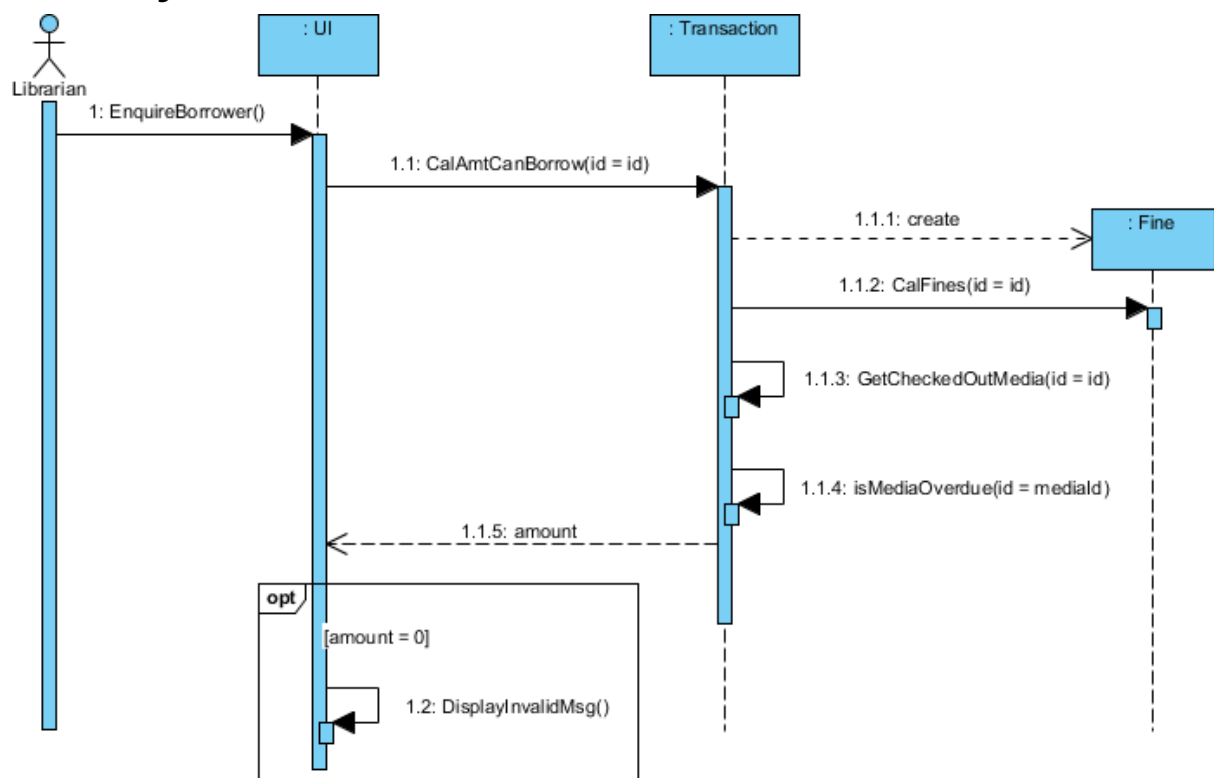 : UI
: Transaction
Librarian
1: EnquireBorrower()
1.1: CalAmtCanBorrow(id = id)
1.1.1: create
: Fine
1.1.2: CalFines(id = id)
1.1.3: GetCheckedOutMedia(id = id)
1.1.4: isMediaOverdue(id = mediaId)
1.1.5: amount
opt
[amount = 0]
1.2: DisplayInvalidMsg()